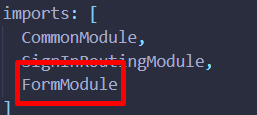 imports: [
CommonModule,
SignInRoutingModule,
FormModule
]